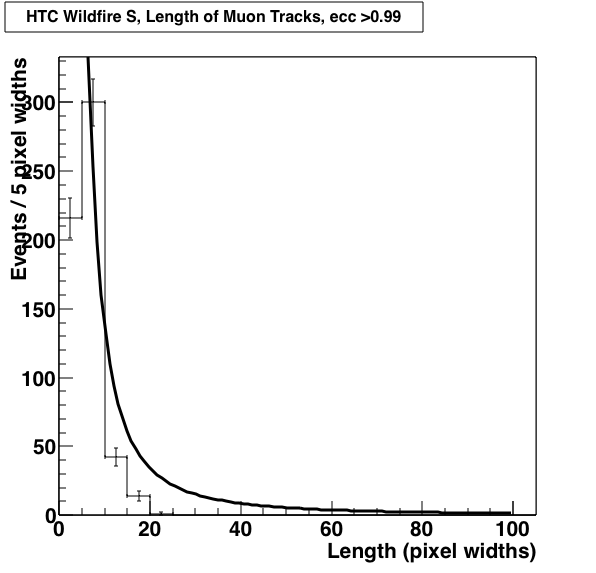 HTC Wildfire S, Length of Muon Tracks, ecc >0.99
Events / 5 pixel widths
300
250
200
150
100
50
0
0 20 40 60 80 100
Length (pixel widths)